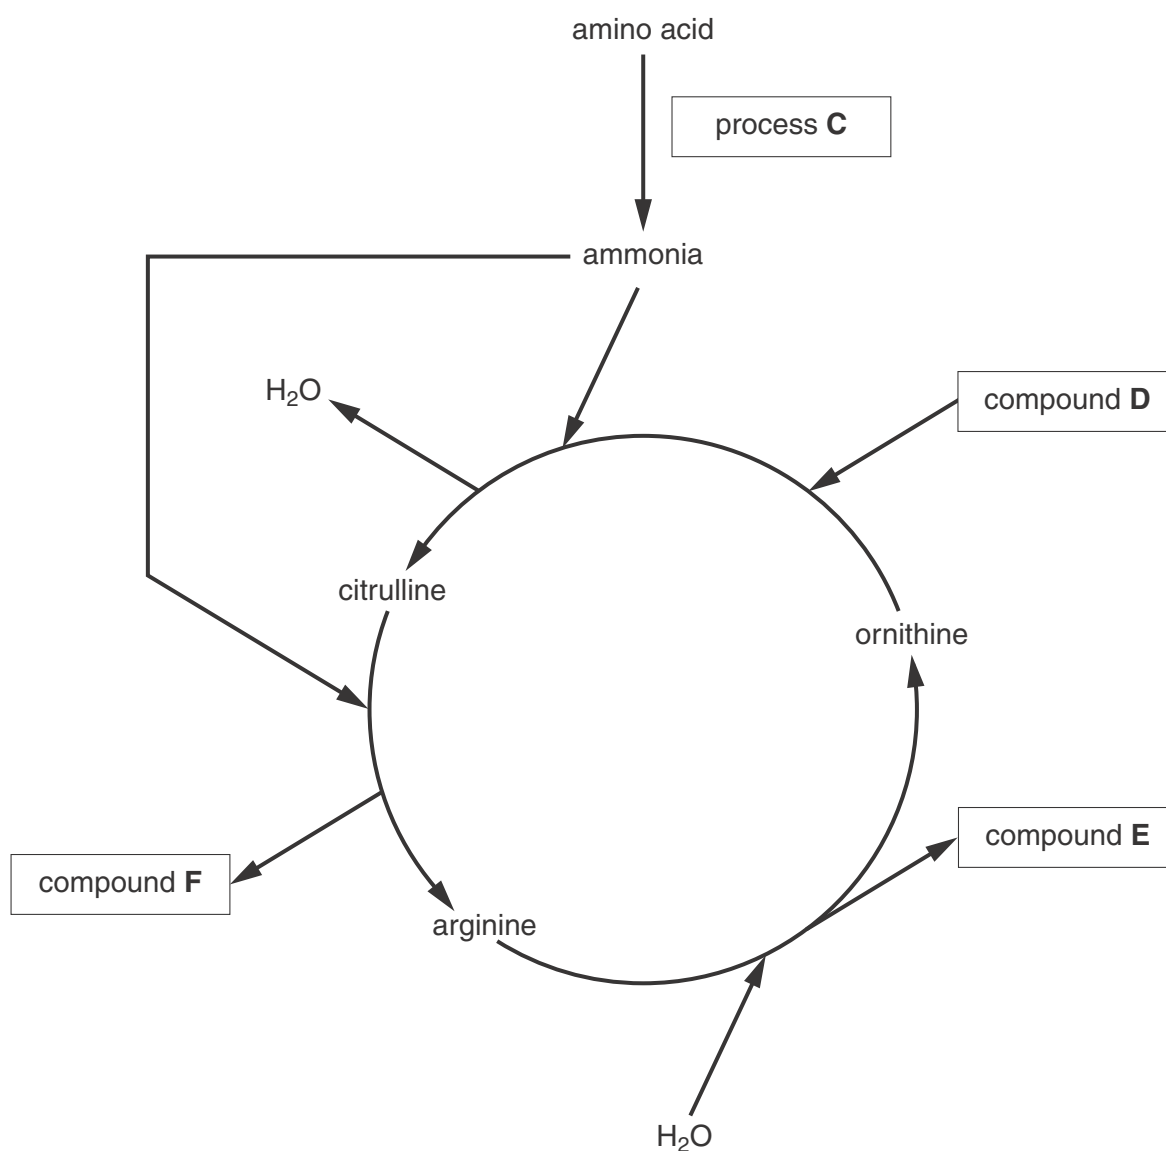 amino acid
process C
ammonia
H₂O
compound D
citrulline
ornithine
compound E
compound F
arginine
H₂O